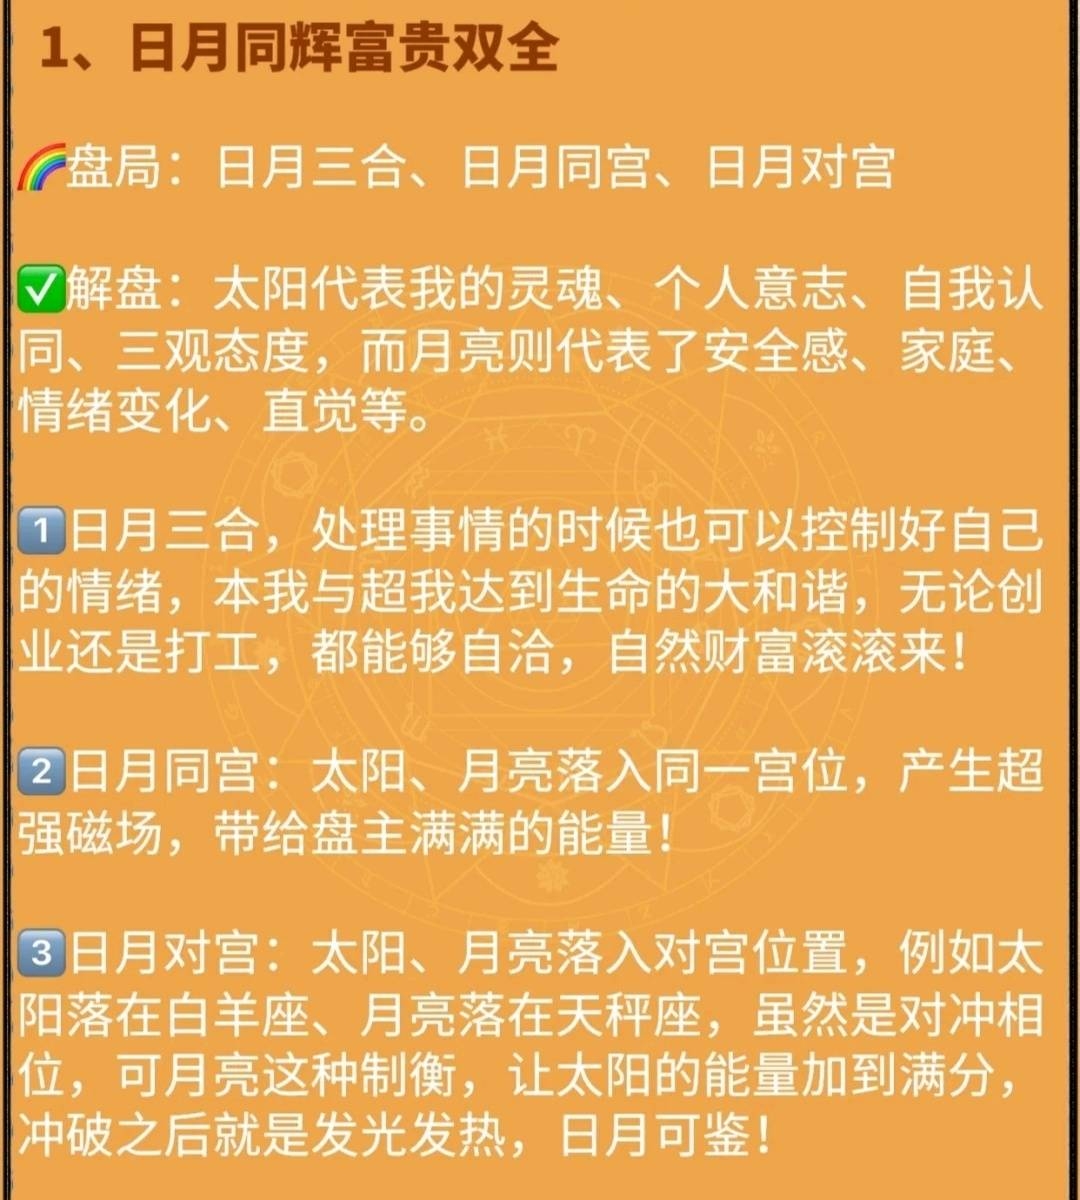 1、日月同辉富贵双全
🌈盘局：日月三合、日月同宫、日月对宫
✅解盘：太阳代表我的灵魂、个人意志、自我认
同、三观态度，而月亮则代表了安全感、家庭、
情绪变化、直觉等。
1️⃣日月三合，处理事情的时候也可以控制好自己
的情绪，本我与超我达到生命的大和谐，无论创
业还是打工，都能够自洽，自然财富滚滚来！
2️⃣日月同宫：太阳、月亮落入同一宫位，产生超
强磁场，带给盘主满满的能量！
3️⃣日月对宫：太阳、月亮落入对宫位置，例如太
阳落在白羊座、月亮落在天秤座，虽然是对冲相
位，可月亮这种制衡，让太阳的能量加到满分，
冲破之后就是发光发热，日月可鉴！